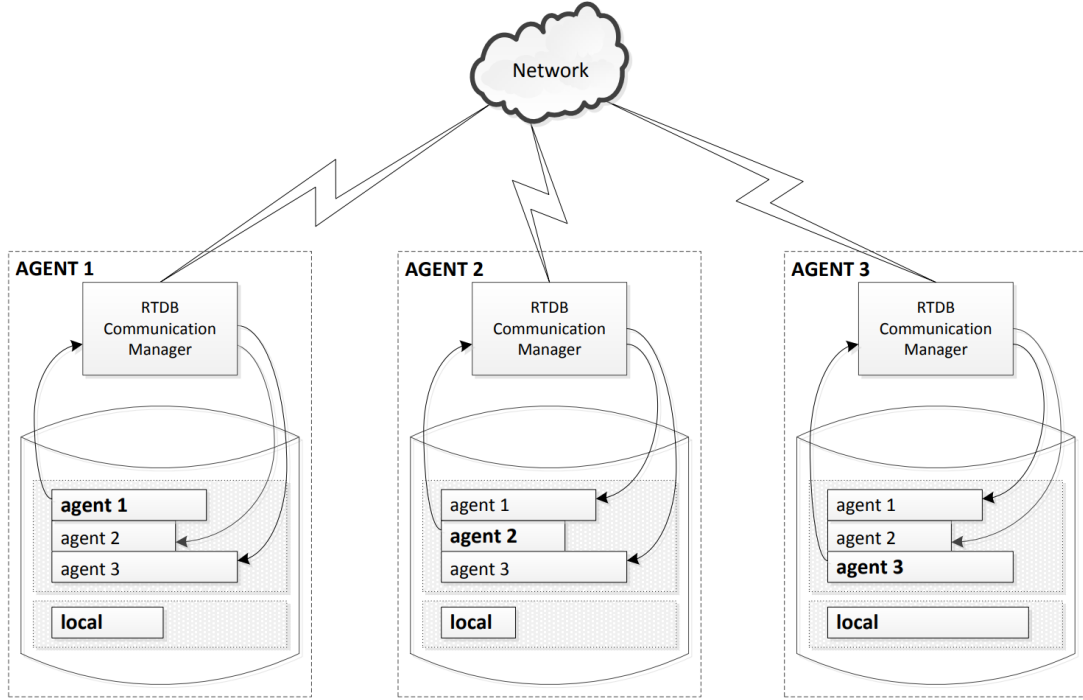 Network
AGENT 1
RTDB
Communication
Manager
agent 1
agent 2
agent 3
local
AGENT 2
RTDB
Communication
Manager
agent 1
agent 2
agent 3
local
AGENT 3
RTDB
Communication
Manager
agent 1
agent 2
agent 3
local